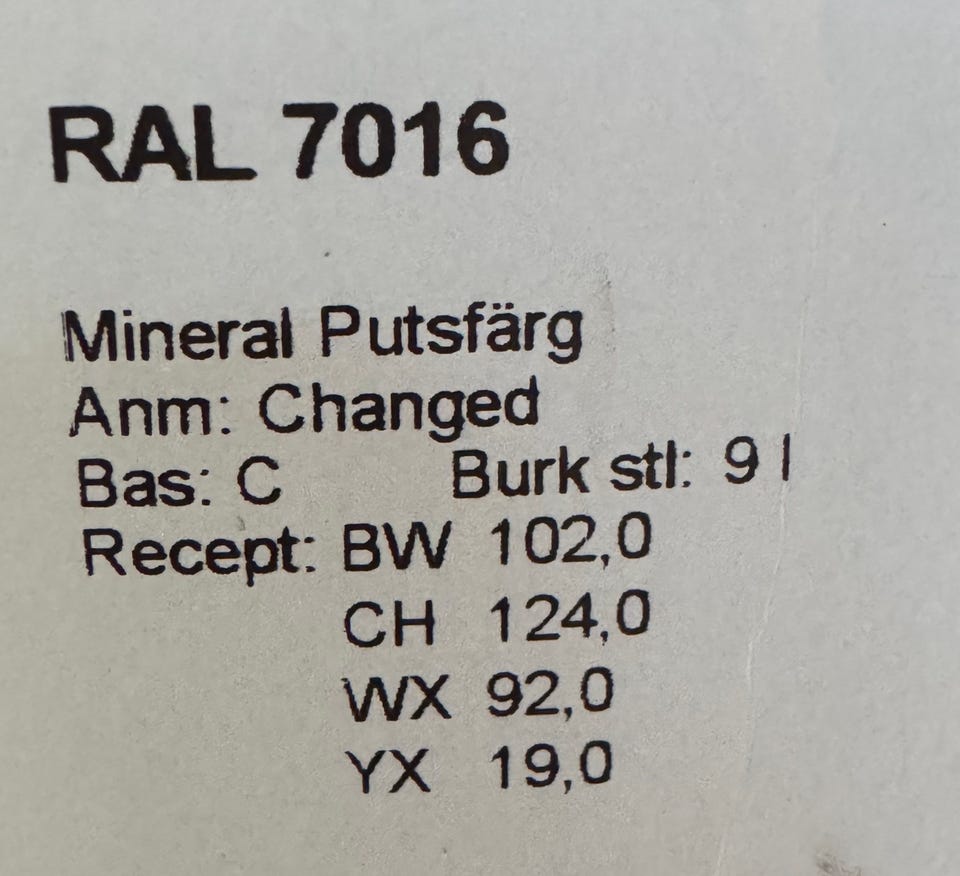 RAL 7016
Mineral Putsfärg
Anm: Changed
Bas: C Burk stl: 9 l
Recept: BW 102,0
CH 124,0
WX 92,0
YX 19,0